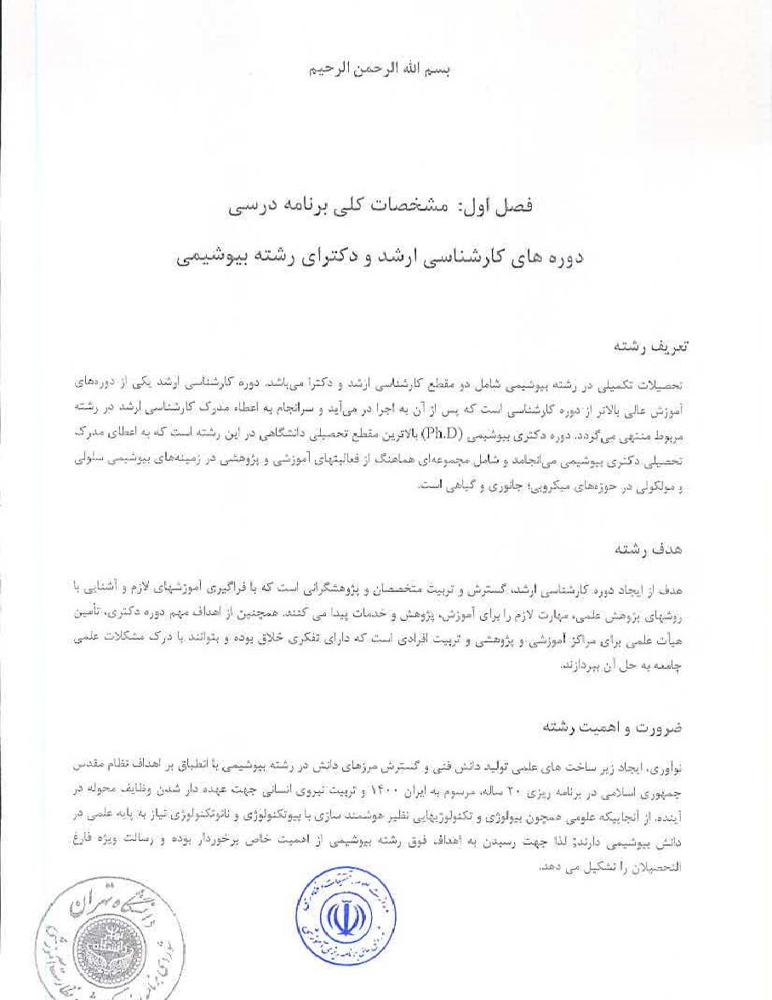 بسم الله الرحمن الرحیم
فصل اول: مشخصات کلی برنامه درسی
دوره های کارشناسی ارشد و دکترای رشته بیوشیمی
تعریف رشته
تحصیلات تکمیلی در رشته بیوشیمی شامل دو مقطع کارشناسی ارشد و دکترا می‌باشد. دوره کارشناسی ارشد یکی از دوره‌های
آموزش عالی بالاتر از دوره کارشناسی است که پس از آن به اجرا در می‌آید و سرانجام به اعطاء مدرک کارشناسی ارشد در رشته
مربوط منتهی می‌گردد. دوره دکتری بیوشیمی (Ph.D) بالاترین مقطع تحصیلی دانشگاهی در این رشته است که به اعطای مدرک
تحصیلی دکتری بیوشیمی می‌انجامد و شامل مجموعه‌ای هماهنگ از فعالیتهای آموزشی و پژوهشی در زمینه‌های بیوشیمی سلولی
و مولکولی در حوزه‌های میکروبی؛ جانوری و گیاهی است.
هدف رشته
هدف از ایجاد دوره کارشناسی ارشد، گسترش و تربیت متخصصان و پژوهشگرانی است که با فراگیری آموزشهای لازم و آشنایی با
روشهای پژوهش علمی، مهارت لازم را برای آموزش، پژوهش و خدمات پیدا می کنند. همچنین از اهداف مهم دوره دکتری، تأمین
هیأت علمی برای مراکز آموزشی و پژوهشی و تربیت افرادی است که دارای تفکری خلاق بوده و بتوانند با درک مشکلات علمی
جامعه به حل آن بپردازند.
ضرورت و اهمیت رشته
نوآوری، ایجاد زیر ساخت های علمی تولید دانش فنی و گسترش مرزهای دانش در رشته بیوشیمی با انطباق بر اهداف نظام مقدس
جمهوری اسلامی در برنامه ریزی ۲۰ ساله، مرسوم به ایران ۱۴۰۰ و تربیت نیروی انسانی جهت عهده دار شدن وظایف محوله در
آینده، از آنجاییکه علومی همچون بیولوژی و تکنولوژیهایی نظیر هوشمند سازی با بیوتکنولوژی و نانوتکنولوژی نیاز به پایه علمی در
دانش بیوشیمی دارند؛ لذا جهت رسیدن به اهداف فوق رشته بیوشیمی از اهمیت خاص برخوردار بوده و رسالت ویژه فارغ
التحصیلان را تشکیل می دهد.
دانشگاه تهران